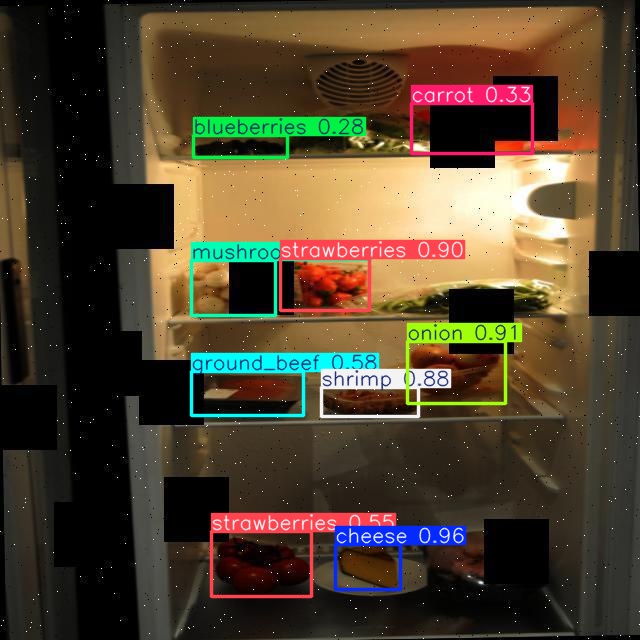 carrot 0.33
blueberries 0.28
mushroo
strawberries 0.90
onion 0.91
ground_beef 0.58
shrimp 0.88
strawberries 0.55
cheese 0.96